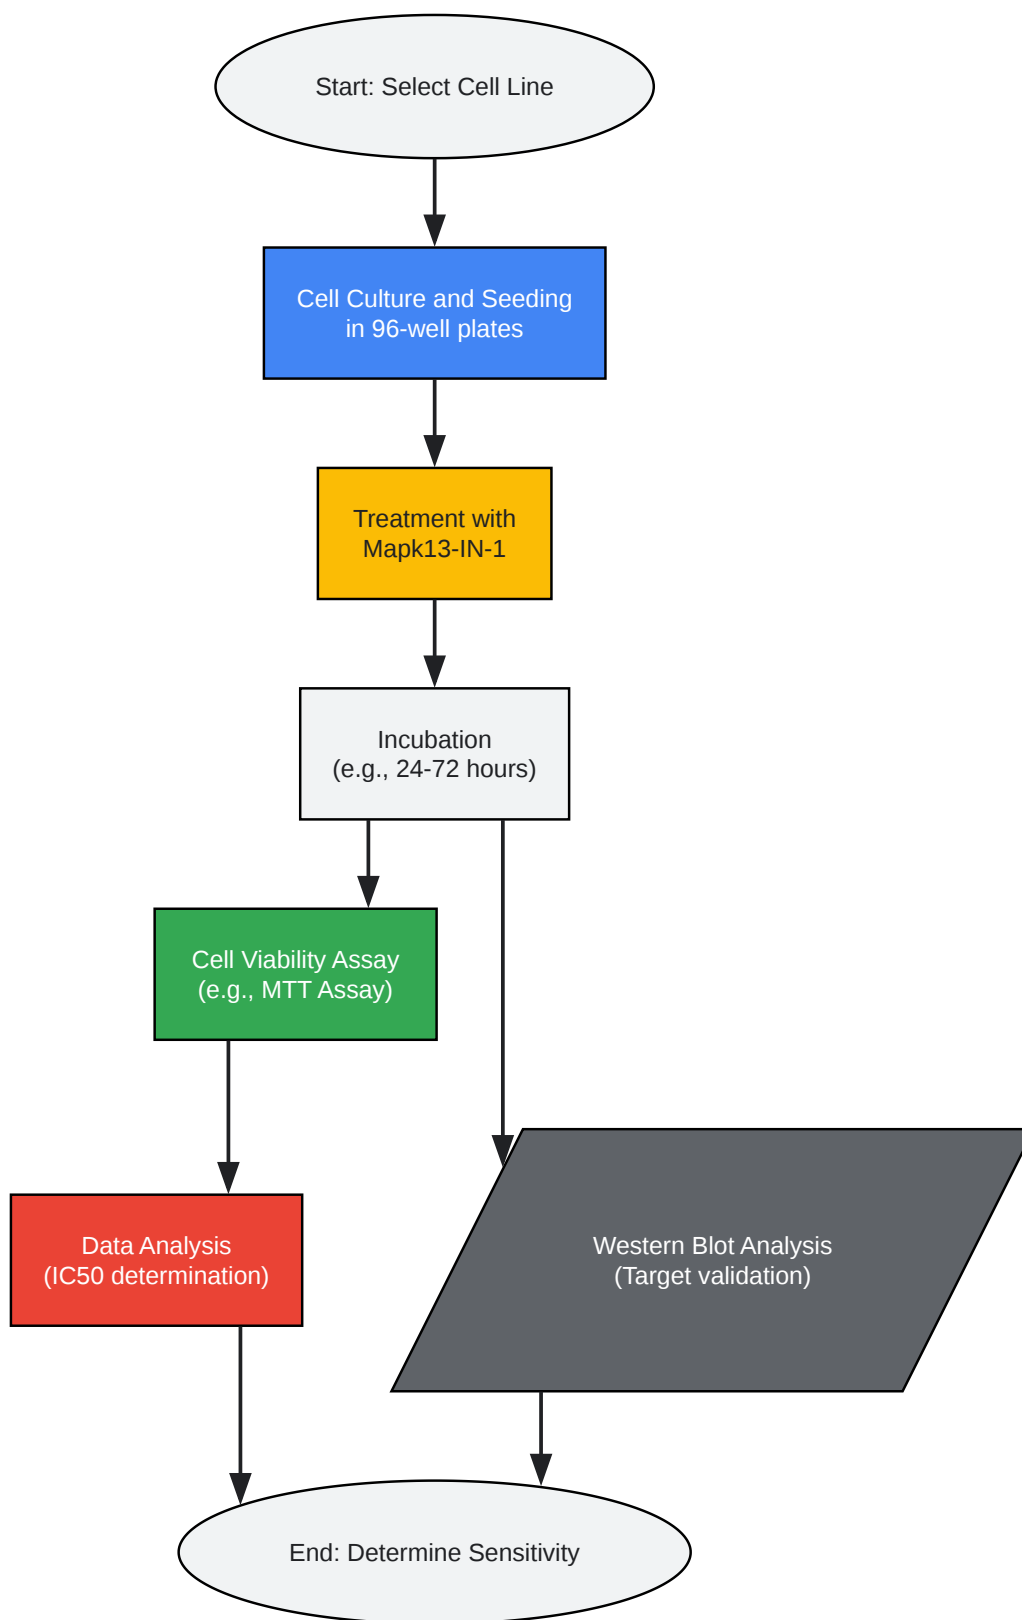 Start: Select Cell Line
Cell Culture and Seeding
in 96-well plates
Treatment with
Mapk13-IN-1
Incubation
(e.g., 24-72 hours)
Cell Viability Assay
(e.g., MTT Assay)
Data Analysis
(IC50 determination)
Western Blot Analysis
(Target validation)
End: Determine Sensitivity